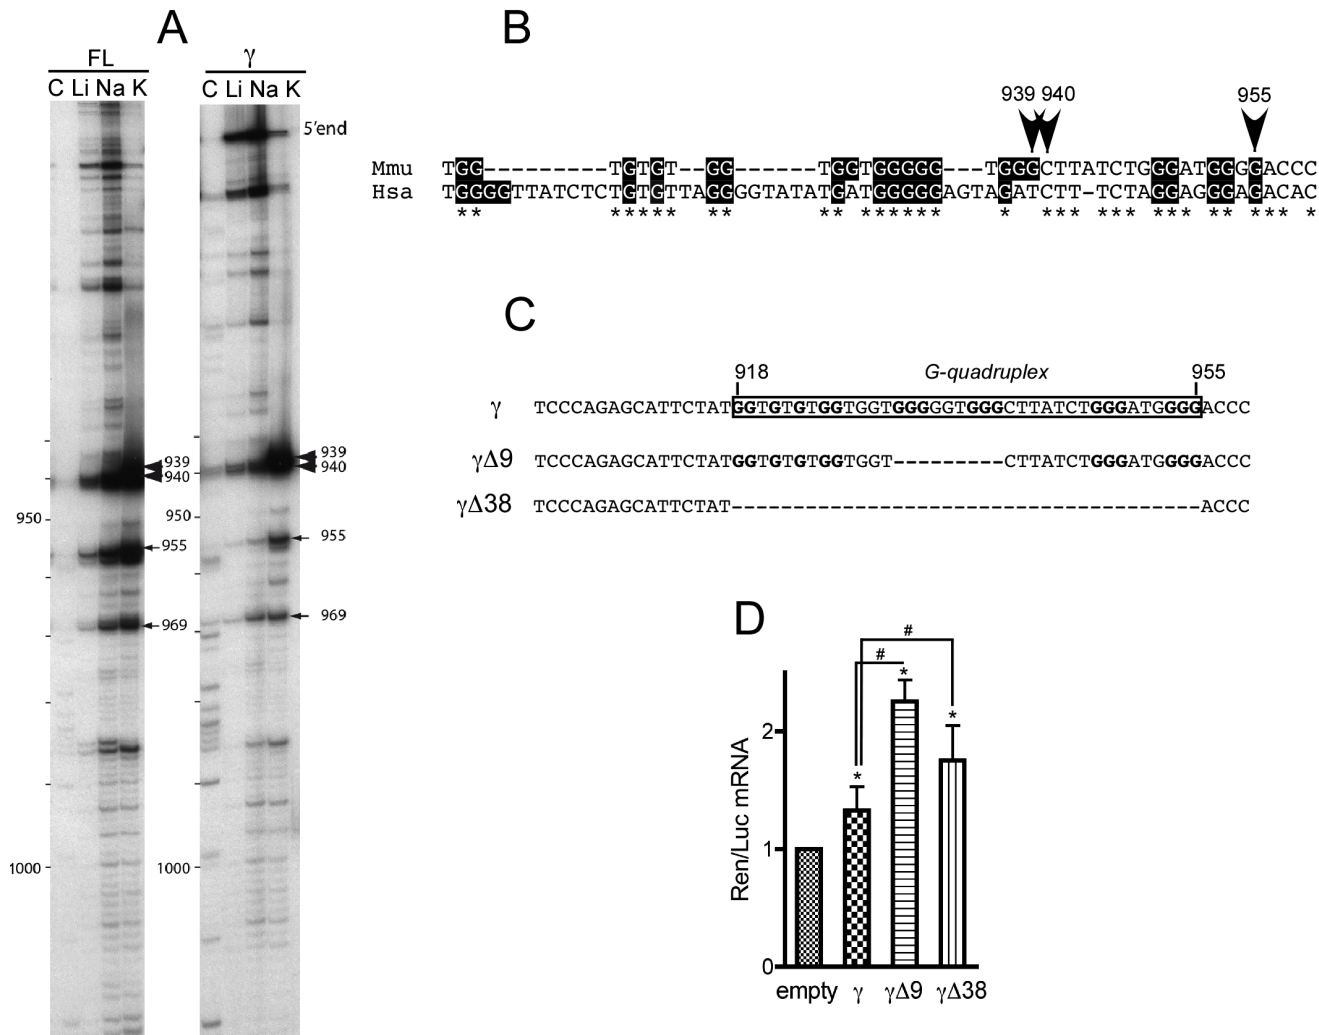 A
FL
C Li Na K
γ
C Li Na K
5'end
939
940
950
955
969
1000
939
940
950
955
969
1000
B
939 940 955
Mmu TGG---------TGTGT--GG------TGGTGGGGG---TGGGCTTATCTGGGATGGGGACCC
Hsa TGGGGTTATCTCTGTGTTAGGGGTATATGATGGGGGAGTAGATCTT-TCTAGGAGGGAGACAC
** ***** ** ** ****** * *** *** *** ** *** *
C
918 G-quadruplex 955
γ TCCCAGAGCATTCTATGGTGTGTGGTGGTGGGGGTGGGCTTATCTGGGATGGGGACCC
γΔ9 TCCCAGAGCATTCTATGGTGTGTGGTGGT---------CTTATCTGGGATGGGGACCC
γΔ38 TCCCAGAGCATTCTAT--------------------------------------ACCC
D
#
#
*
*
*
Ren/Luc mRNA
2
1
0
empty γ γΔ9 γΔ38